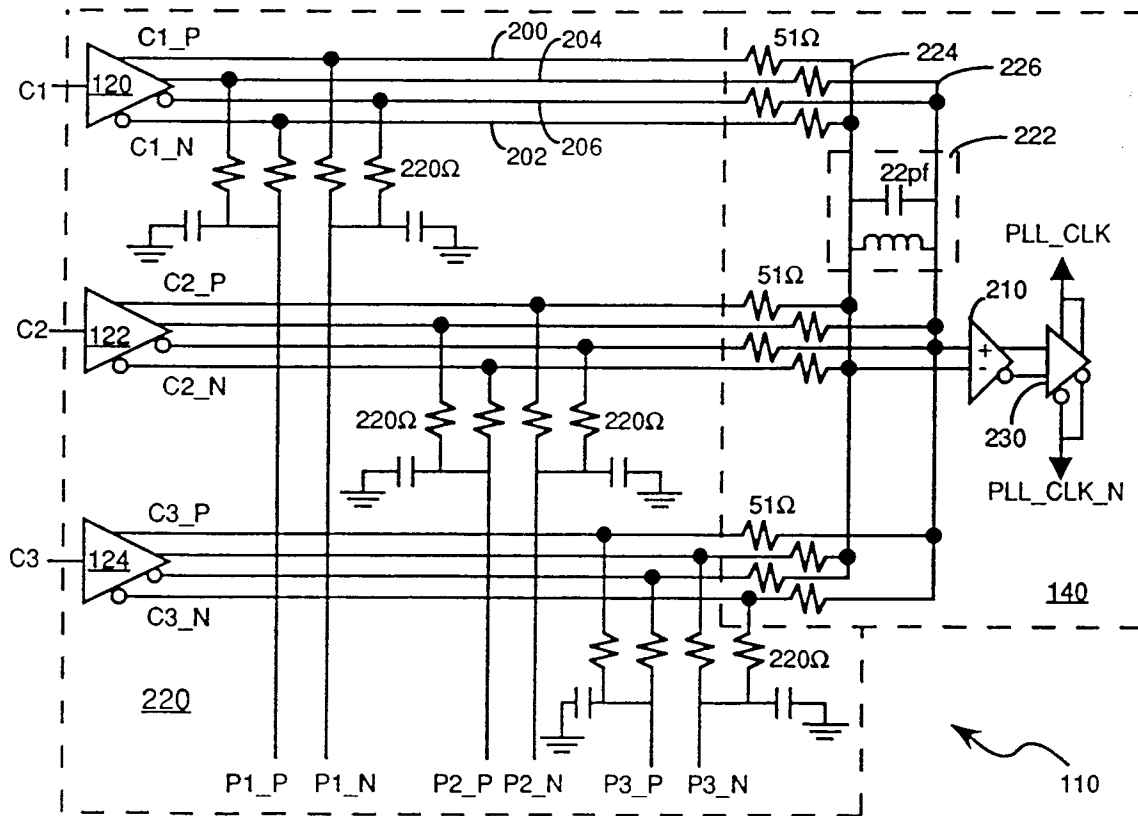 C1_P
200
204
51Ω
224
226
C1
120
C1_N
202
206
220Ω
222
22pf
PLL_CLK
C2_P
51Ω
210
C2
122
C2_N
+
-
220Ω
220Ω
230
PLL_CLK_N
C3_P
51Ω
C3
124
C3_N
140
220Ω
220
P1_P
P1_N
P2_P
P2_N
P3_P
P3_N
110